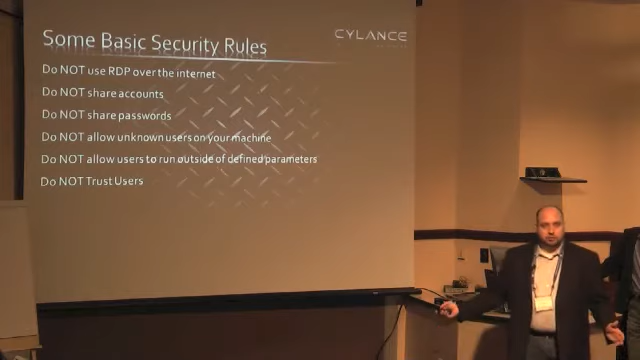 Some Basic Security Rules
CYLANCE
Do NOT use RDP over the internet
Do NOT share accounts
Do NOT share passwords
Do NOT allow unknown users on your machine
Do NOT allow users to run outside of defined parameters
Do NOT Trust Users